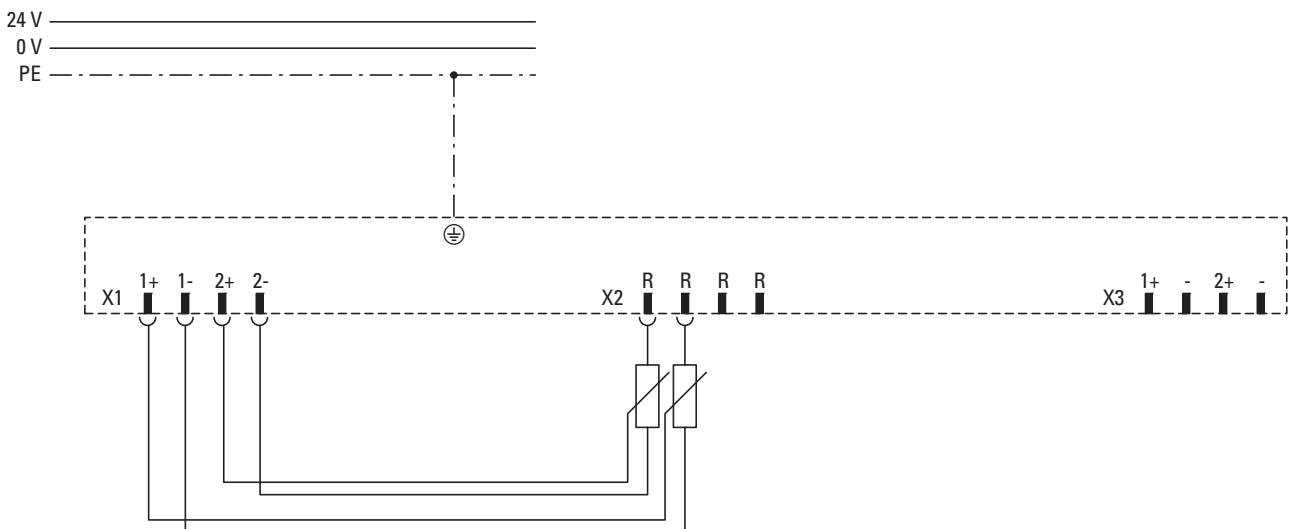 24 V
0 V
PE
X1 1+ 1- 2+ 2-
X2 R R R R
X3 1+ - 2+ -